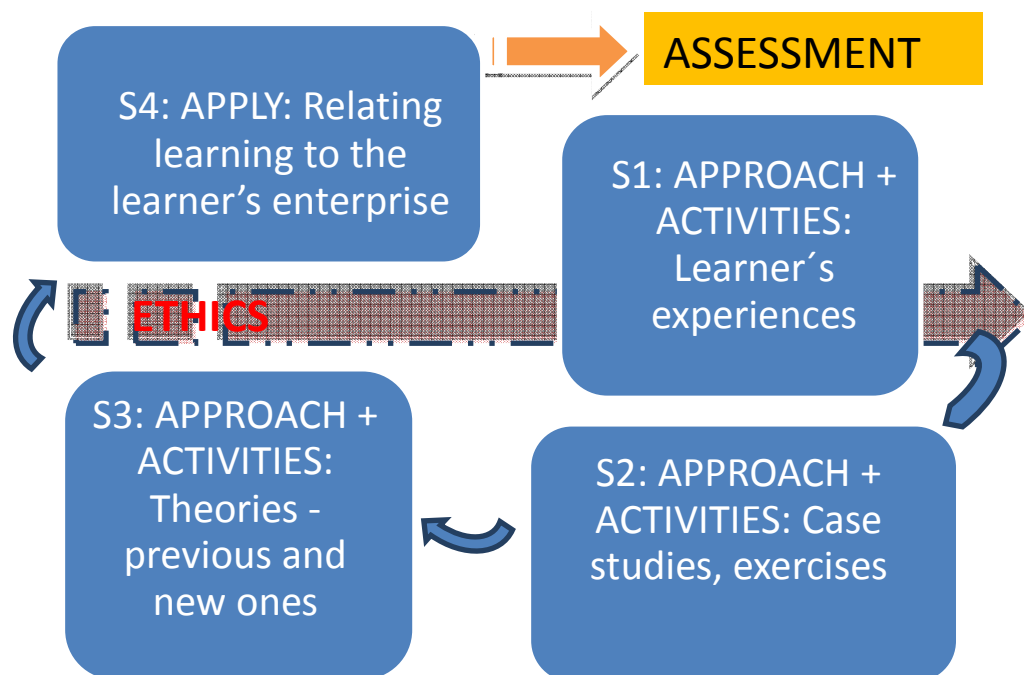 ASSESSMENT
S4: APPLY: Relating
learning to the
learner’s enterprise
S1: APPROACH +
ACTIVITIES:
Learner´s
experiences
ETHICS
S3: APPROACH +
ACTIVITIES:
Theories -
previous and
new ones
S2: APPROACH +
ACTIVITIES: Case
studies, exercises